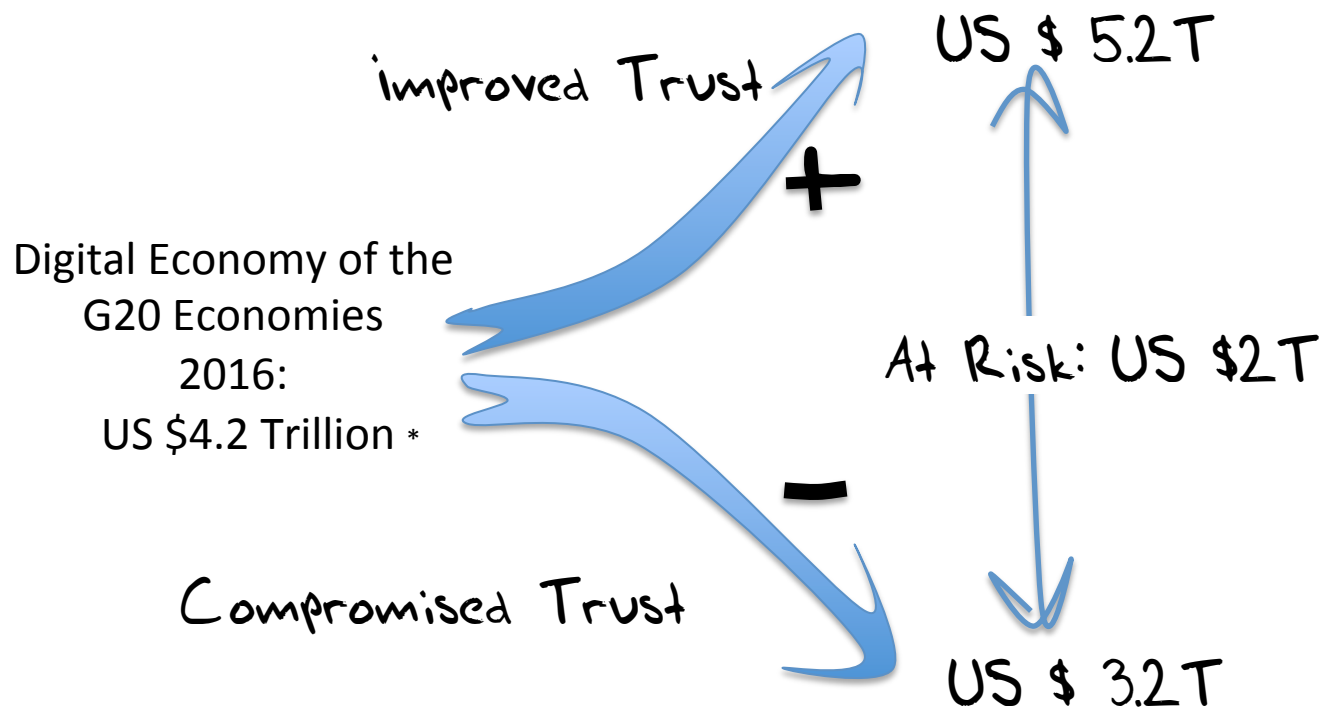 US $ 5.2T
improved Trust
+
Digital Economy of the
G20 Economies
2016:
US $4.2 Trillion *
At Risk: US $2T
−
Compromised Trust
US $ 3.2T